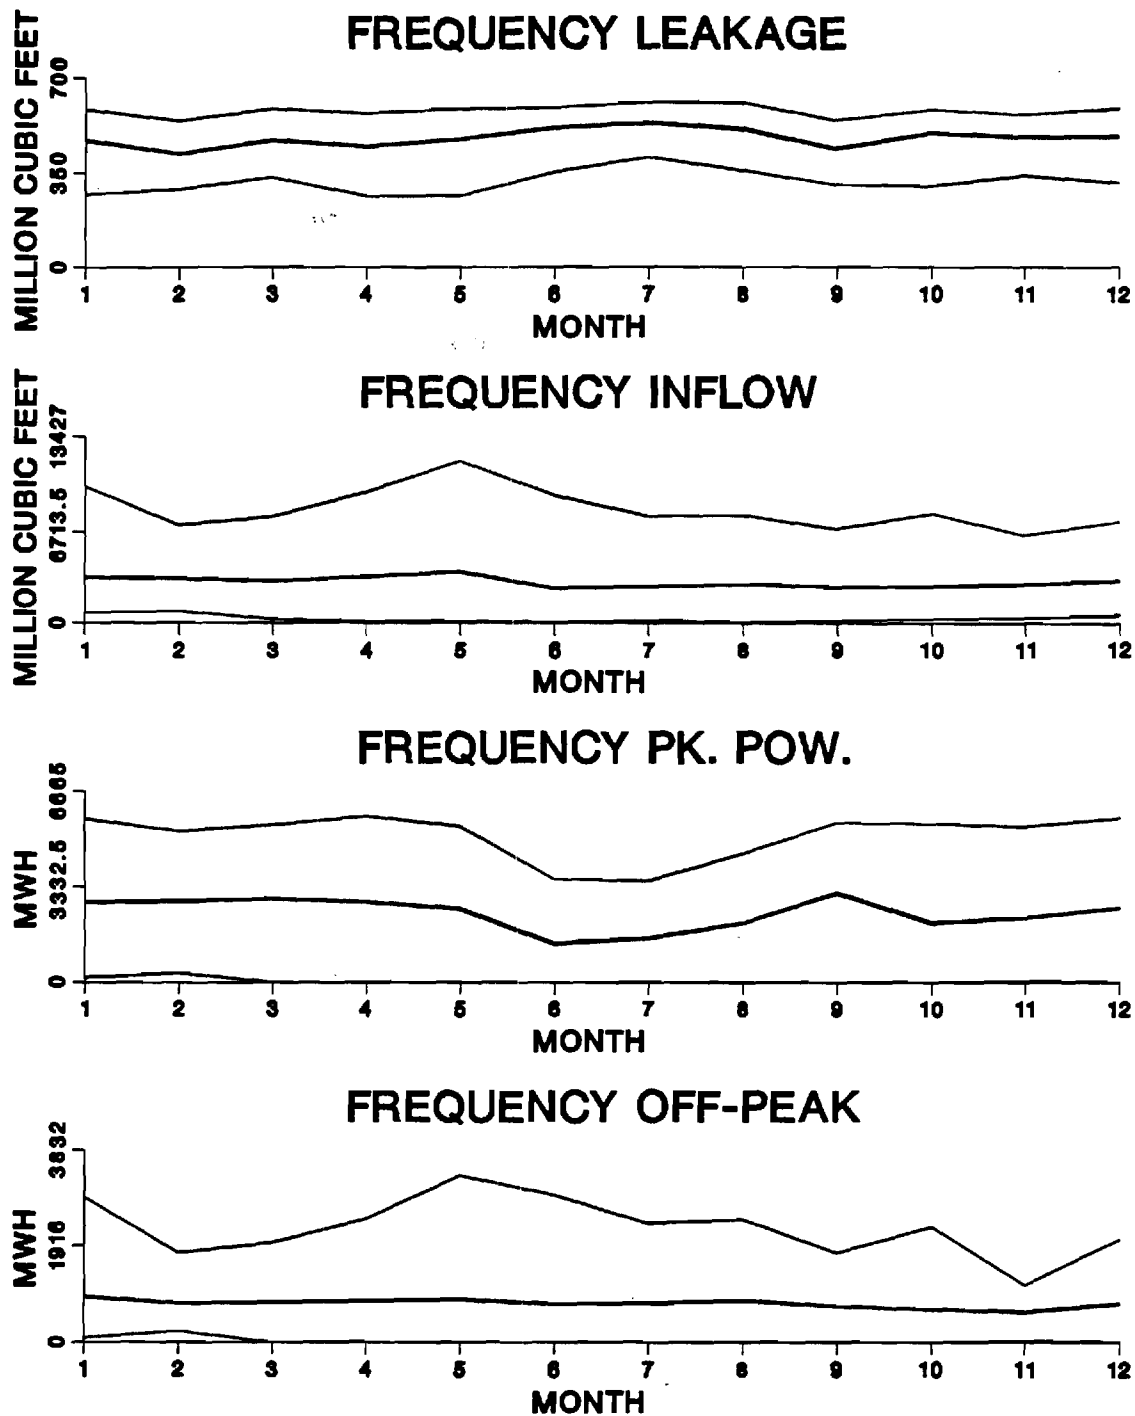 FREQUENCY LEAKAGE
MILLION CUBIC FEET
700
350
0
1 2 3 4 5 6 7 8 9 10 11 12
MONTH
FREQUENCY INFLOW
MILLION CUBIC FEET
13427
6713.5
0
1 2 3 4 5 6 7 8 9 10 11 12
MONTH
FREQUENCY PK. POW.
MWH
6665
3332.5
0
1 2 3 4 5 6 7 8 9 10 11 12
MONTH
FREQUENCY OFF-PEAK
MWH
3832
1916
0
1 2 3 4 5 6 7 8 9 10 11 12
MONTH